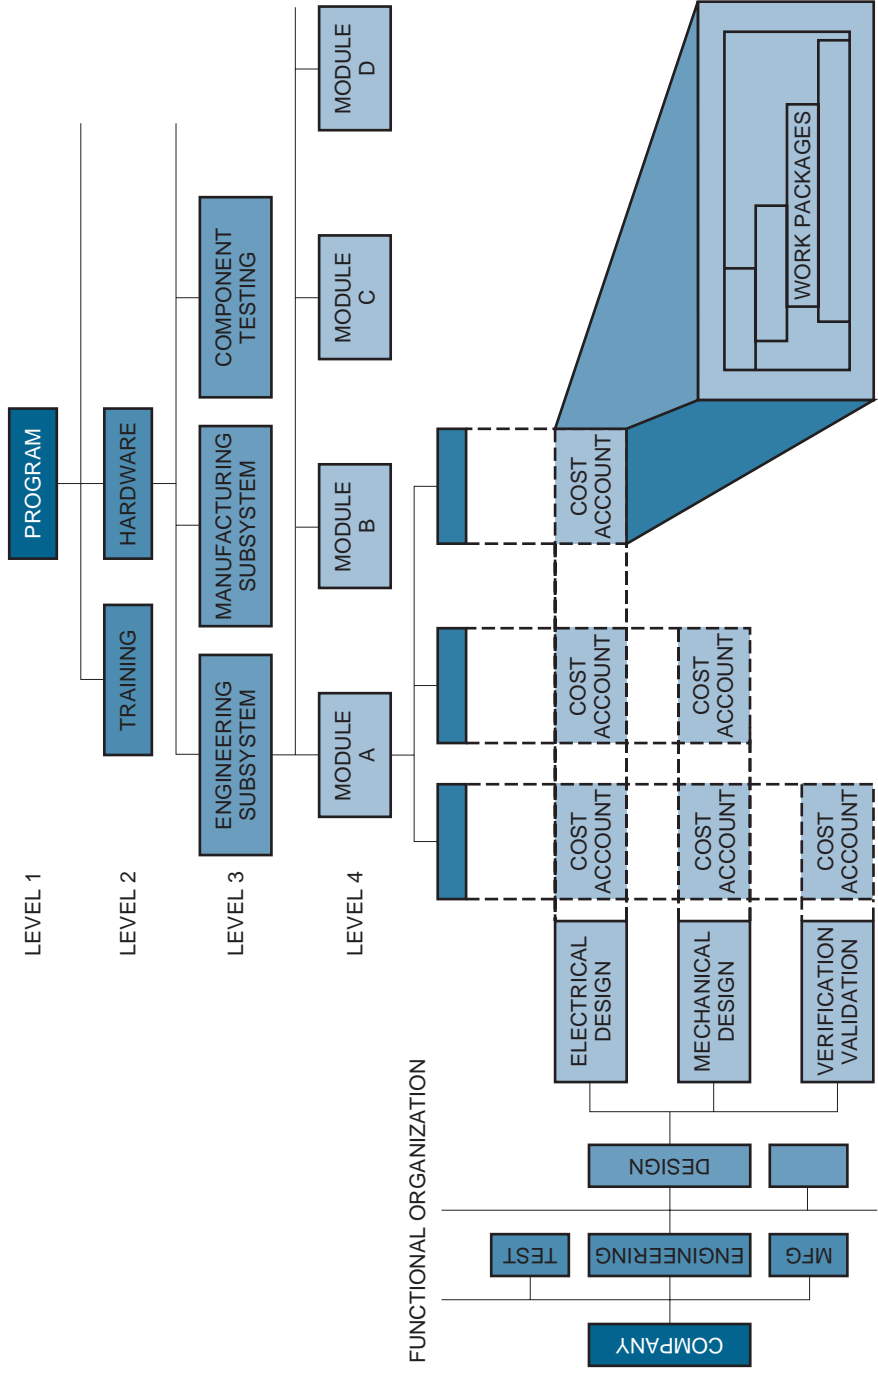 LEVEL 1
PROGRAM
LEVEL 2
TRAINING
HARDWARE
LEVEL 3
ENGINEERING
SUBSYSTEM
MANUFACTURING
SUBSYSTEM
COMPONENT
TESTING
LEVEL 4
MODULE
A
MODULE
B
MODULE
C
MODULE
D
FUNCTIONAL ORGANIZATION
COMPANY
TEST
ENGINEERING
MFG
DESIGN
ELECTRICAL
DESIGN
COST
ACCOUNT
COST
ACCOUNT
COST
ACCOUNT
MECHANICAL
DESIGN
COST
ACCOUNT
COST
ACCOUNT
VERIFICATION
VALIDATION
COST
ACCOUNT
WORK PACKAGES